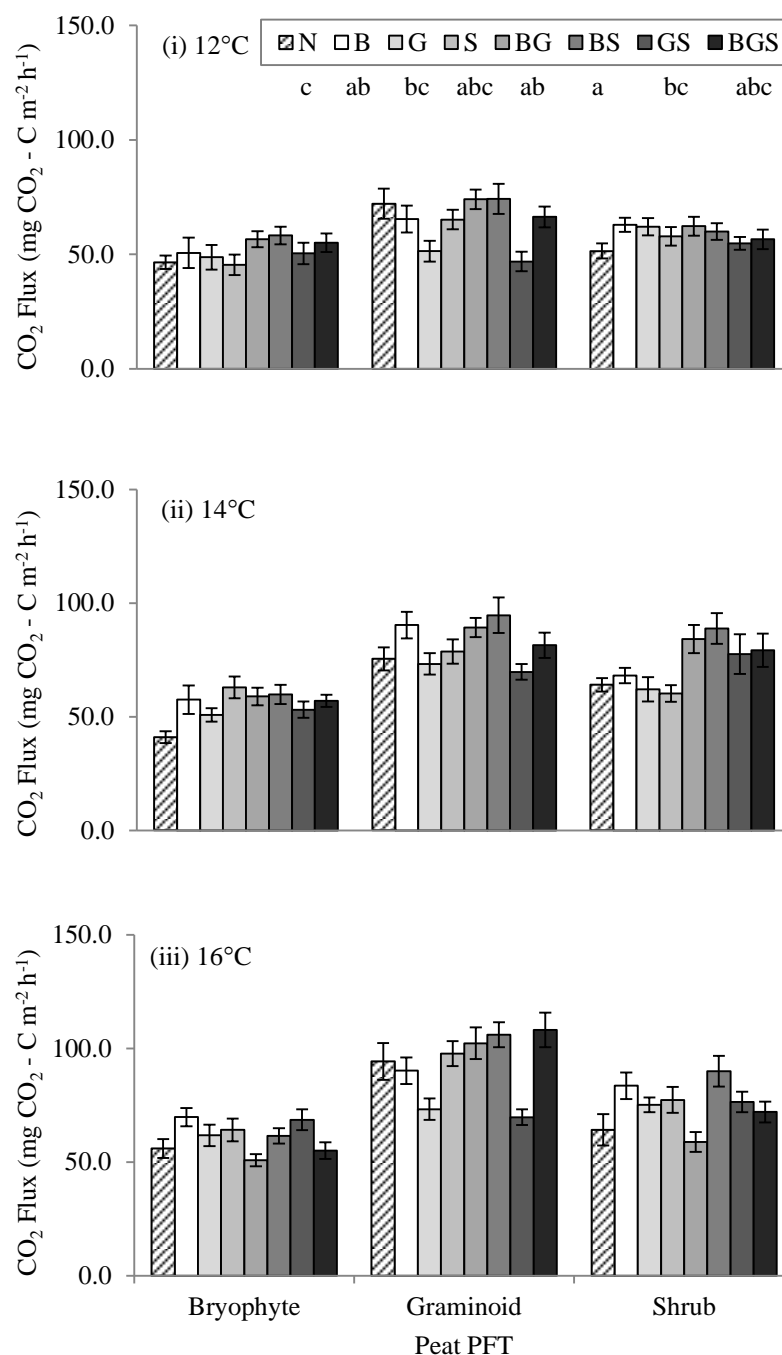 150.0
(i) 12°C
N B G S BG BS GS BGS
c ab bc abc ab a bc abc
100.0
50.0
0.0
CO₂ Flux (mg CO₂ - C m⁻² h⁻¹)
150.0
(ii) 14°C
100.0
50.0
0.0
CO₂ Flux (mg CO₂ - C m⁻² h⁻¹)
150.0
(iii) 16°C
100.0
50.0
0.0
CO₂ Flux (mg CO₂ - C m⁻² h⁻¹)
Bryophyte Graminoid Shrub
Peat PFT